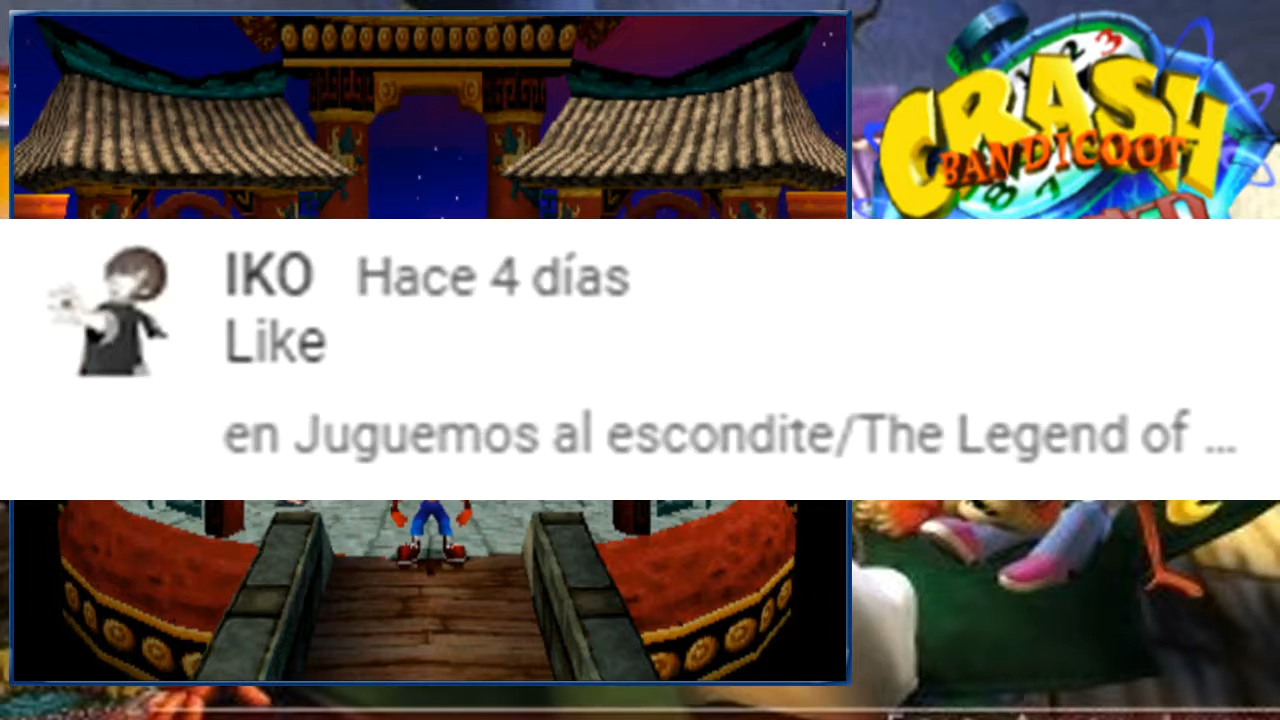 CRASH
BANDICOOT
IKO Hace 4 días
Like
en Juguemos al escondite/The Legend of ...